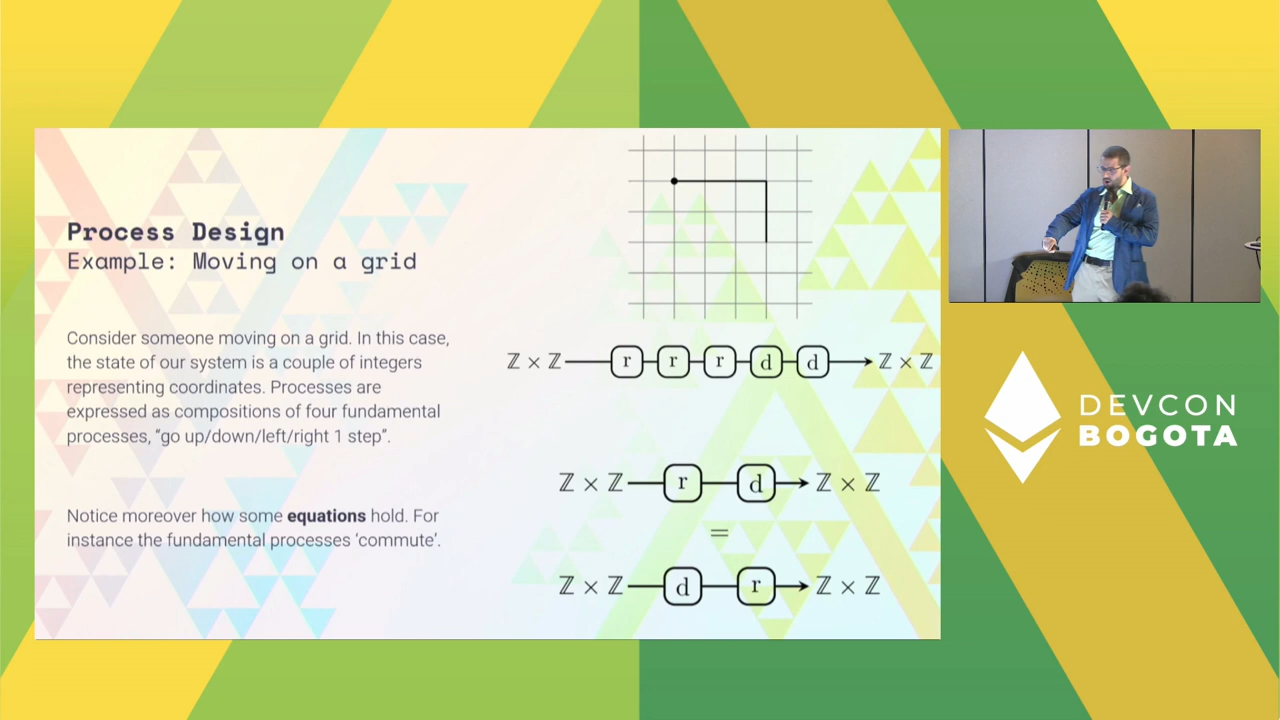 Process Design
Example: Moving on a grid
Consider someone moving on a grid. In this case,
the state of our system is a couple of integers
representing coordinates. Processes are
expressed as compositions of four fundamental
processes, “go up/down/left/right 1 step”.
Notice moreover how some equations hold. For
instance the fundamental processes ‘commute’.
ℤ × ℤ r r r d d ℤ × ℤ
ℤ × ℤ r d ℤ × ℤ
=
ℤ × ℤ d r ℤ × ℤ
DEVCON
BOGOTA